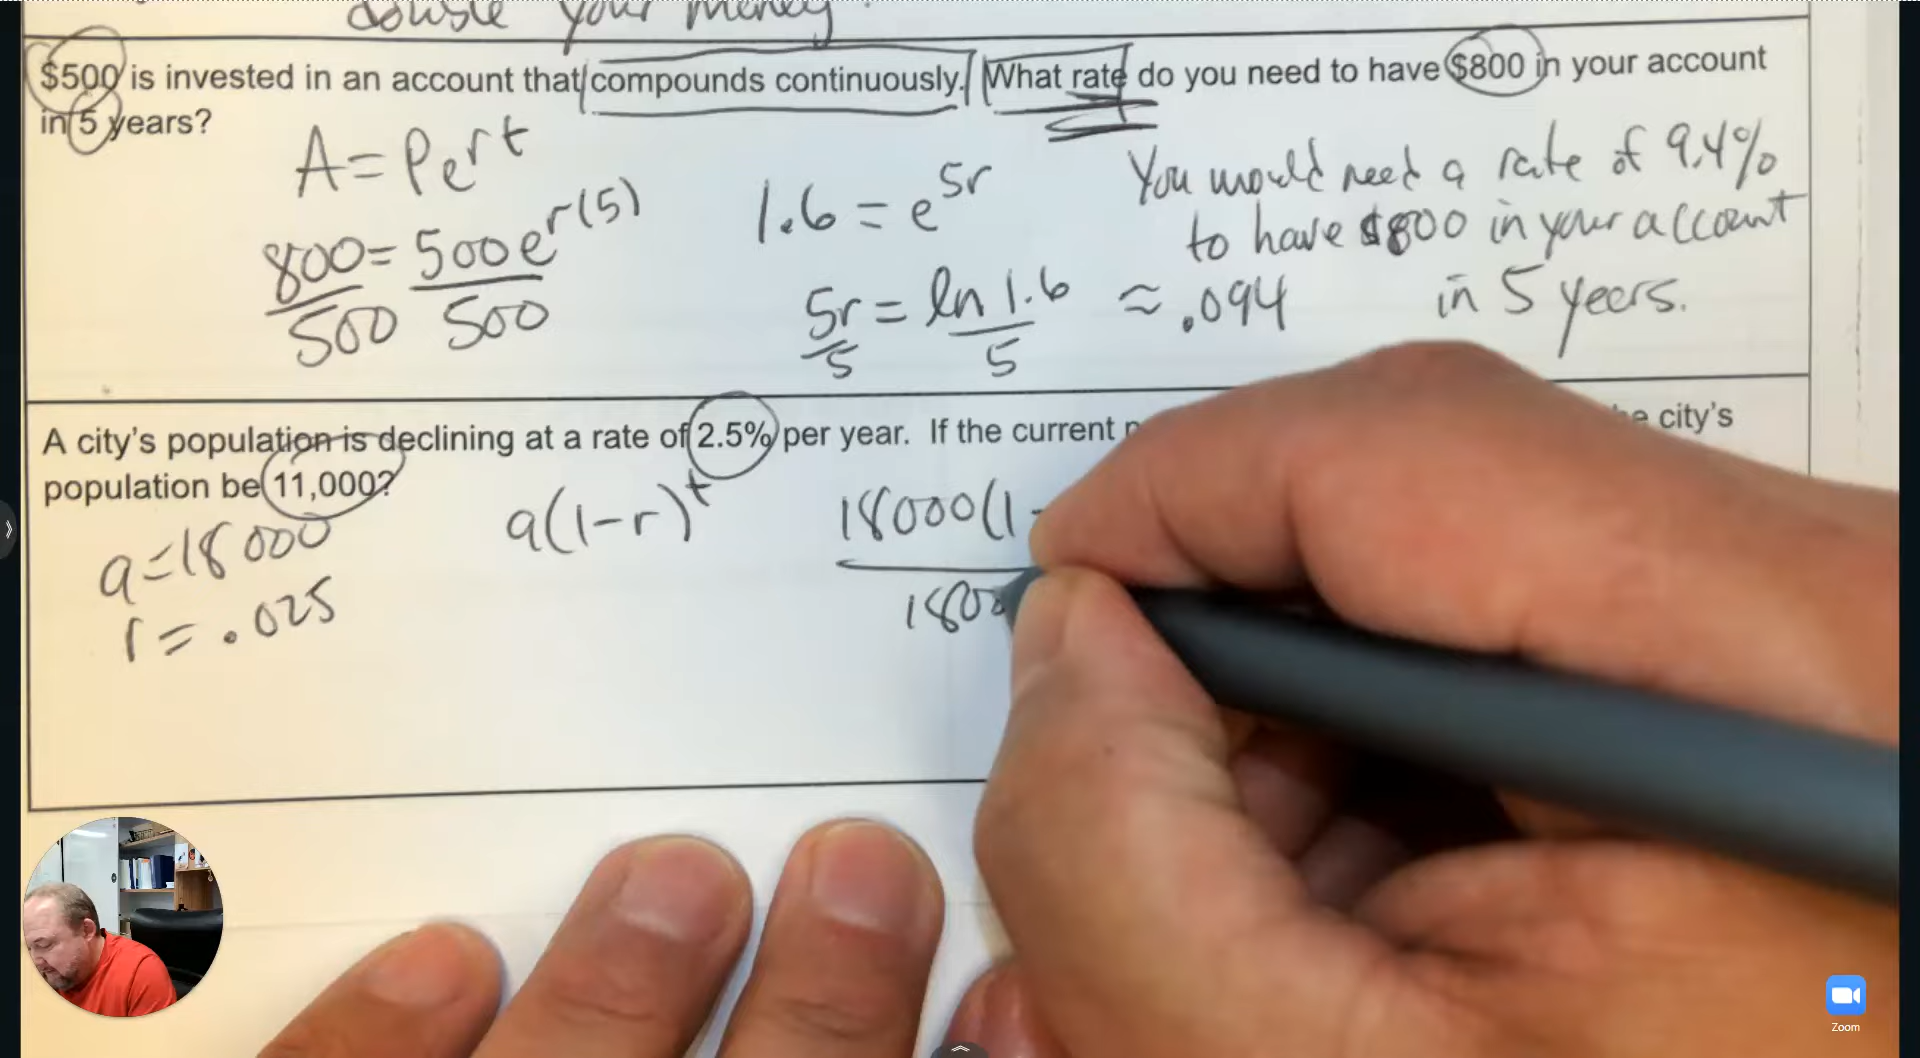 double your money.
$500 is invested in an account that compounds continuously. What rate do you need to have $800 in your account
in 5 years?
A = Pe^rt
800 = 500e^r(5)
500 500
1.6 = e^5r
5r = ln 1.6 ≈ .094
5 5
You would need a rate of 9.4%
to have $800 in your account
in 5 years.
A city's population is declining at a rate of 2.5% per year. If the current
e city's
population be 11,000?
a = 18000
r = .025
a(1-r)^t
18000(1-
1800
Zoom